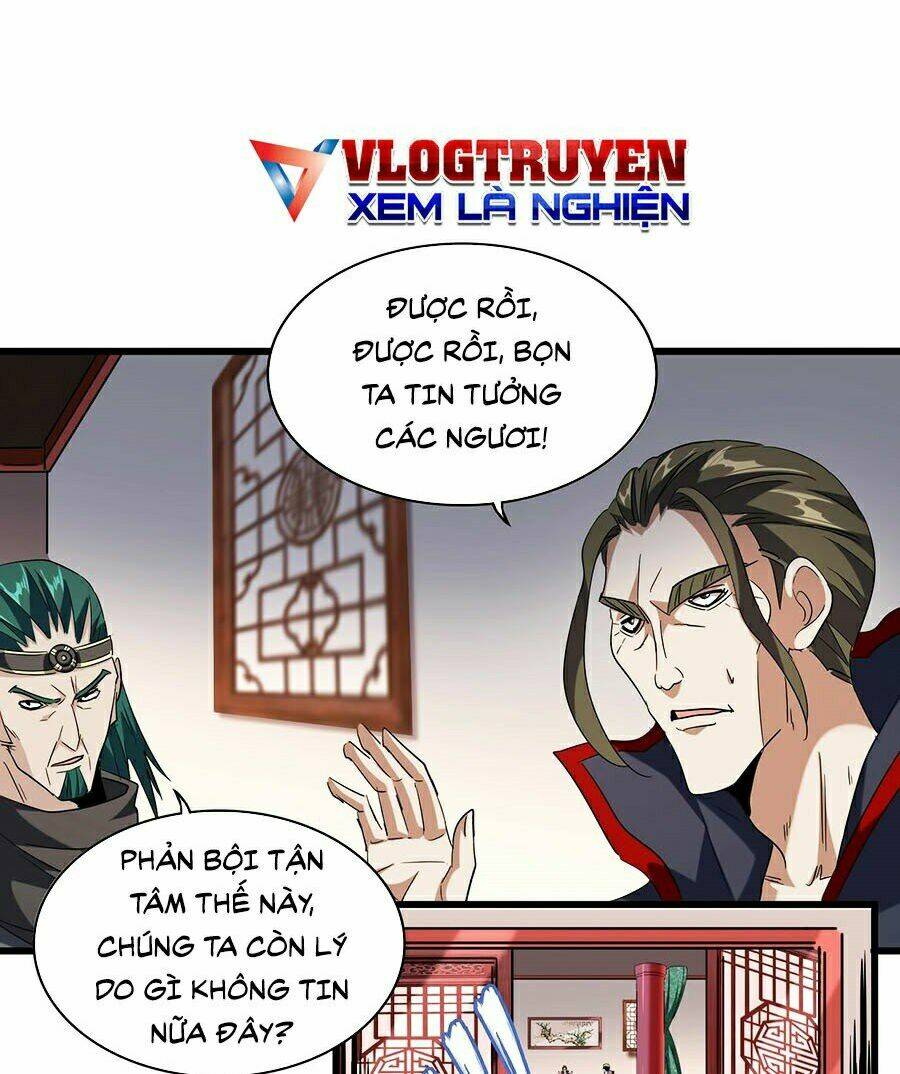 VLOGTRUYEN
XEM LÀ NGHIỆN
ĐƯỢC RỒI,
ĐƯỢC RỒI, BỌN
TA TIN TƯỞNG
CÁC NGƯƠI!
PHẢN BỘI TẬN
TÂM THẾ NÀY,
CHÚNG TA CÒN LÝ
DO GÌ KHÔNG TIN
NỮA ĐÂY?